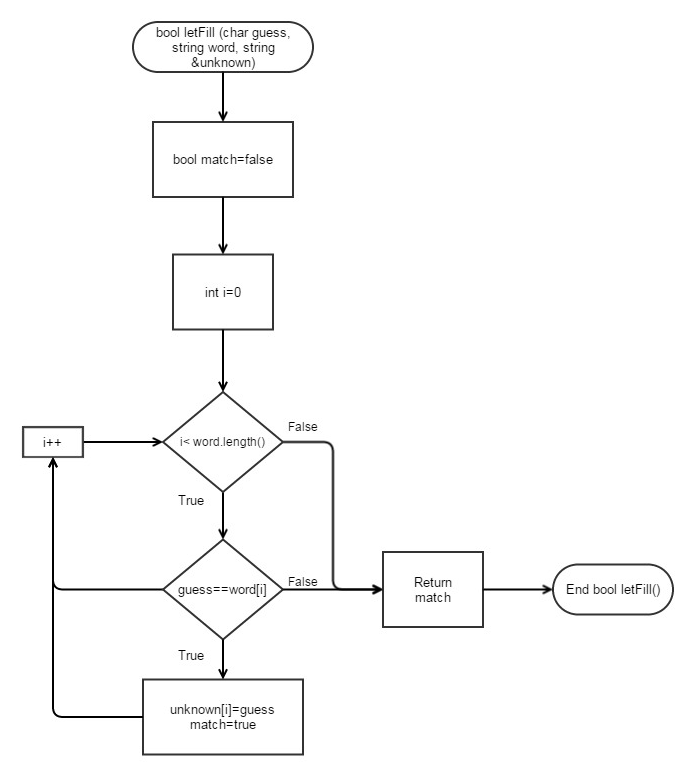 bool letFill (char guess,
string word, string
&unknown)
bool match=false
int i=0
False
i++
i< word.length()
True
guess==word[i]
False
Return
match
End bool letFill()
True
unknown[i]=guess
match=true